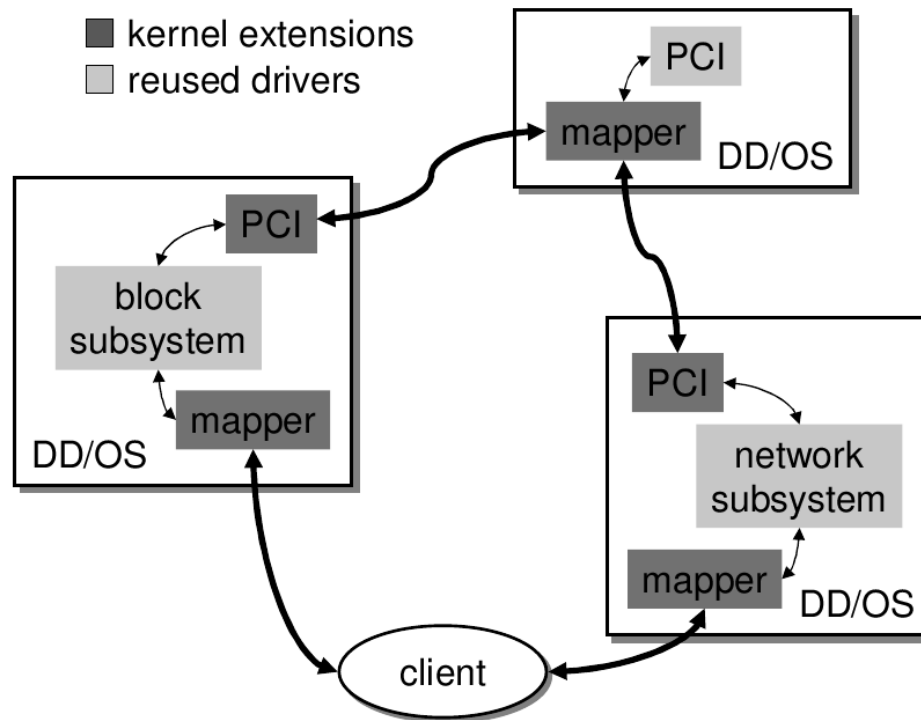 kernel extensions
reused drivers
PCI
mapper
DD/OS
PCI
block
subsystem
mapper
DD/OS
PCI
network
subsystem
mapper
DD/OS
client